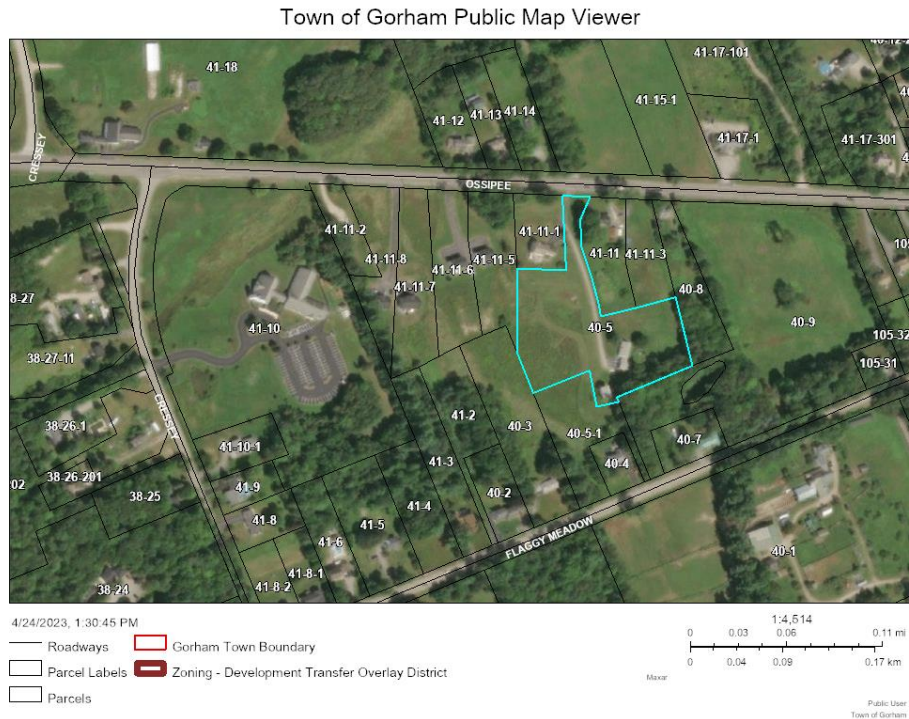 Town of Gorham Public Map Viewer
41-18
41-17-101
41-15-1
41-14
41-13
41-12
41-17-1
41-17-301
CRESSEY
OSSIPEE
41-11-2
41-11-1
41-11
41-11-3
41-11-8
41-11-5
41-11-6
41-11-7
40-8
8-27
41-10
40-5
40-9
105-32
38-27-11
105-31
CRESSEY
41-2
40-3
38-26-1
40-5-1
40-7
41-10-1
41-3
40-4
38-26-201
202
38-25
41-9
40-2
41-4
41-8
41-5
FLAGGY MEADOW
41-6
40-1
41-8-1
38-24
41-8-2
4/24/2023, 1:30:45 PM
Roadways
Gorham Town Boundary
Parcel Labels
Zoning - Development Transfer Overlay District
Parcels
1:4,514
0 0.03 0.06 0.11 mi
0 0.04 0.09 0.17 km
Maxar
Public User
Town of Gorham